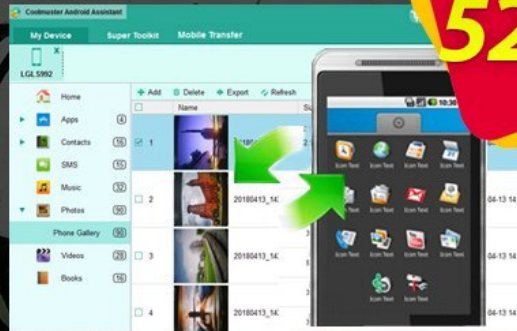 Coolmuster Android Assistant
52
My Device Super Toolkit Mobile Transfer
LGLS992 x
Home
Apps 4
Contacts 16
SMS 15
Music 32
Photos 90
Phone Gallery 90
Videos 28
Books 16
Add Delete Export Refresh
Name
1
2 20180413_14
04-13 14
3 20180413_14
4 20180413_14
04-13 14
10:30
Icon Text Icon Text Icon Text Icon Text
Icon Text Icon Text Icon Text Icon Text
Icon Text Icon Text Icon Text Icon Text
Icon Text Icon Text